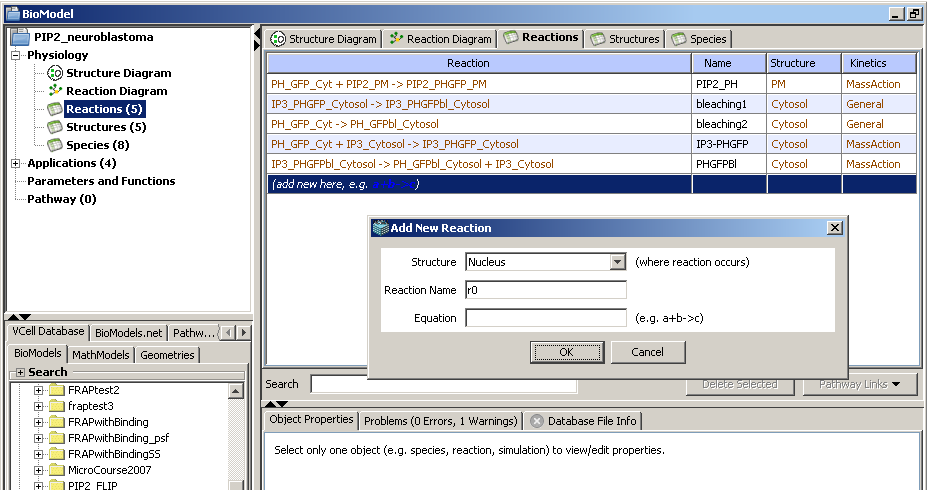 BioModel
PIP2_neuroblastoma
Physiology
Structure Diagram
Reaction Diagram
Reactions (5)
Structures (5)
Species (8)
Applications (4)
Parameters and Functions
Pathway (0)
Structure Diagram Reaction Diagram Reactions Structures Species
Reaction Name Structure Kinetics
PH_GFP_Cyt + PIP2_PM -> PIP2_PHGFP_PM PIP2_PH PM MassAction
IP3_PHGFP_Cytosol -> IP3_PHGFPbl_Cytosol bleaching1 Cytosol General
PH_GFP_Cyt -> PH_GFPbl_Cytosol bleaching2 Cytosol General
PH_GFP_Cyt + IP3_Cytosol -> IP3_PHGFP_Cytosol IP3-PHGFP Cytosol MassAction
IP3_PHGFPbl_Cytosol -> PH_GFPbl_Cytosol + IP3_Cytosol PHGFPBl Cytosol MassAction
(add new here, e.g. )
Add New Reaction
Structure Nucleus (where reaction occurs)
Reaction Name r0
Equation (e.g. a+b->c)
OK Cancel
Search Delete Selected Pathway Links
VCell Database BioModels.net Pathw...
BioModels MathModels Geometries
Search
FRAPtest2
fraptest3
FRAPwithBinding
FRAPwithBinding_psf
FRAPwithBindingSS
MicroCourse2007
PIP2_FLIP
Object Properties Problems (0 Errors, 1 Warnings) Database File Info
Select only one object (e.g. species, reaction, simulation) to view/edit properties.